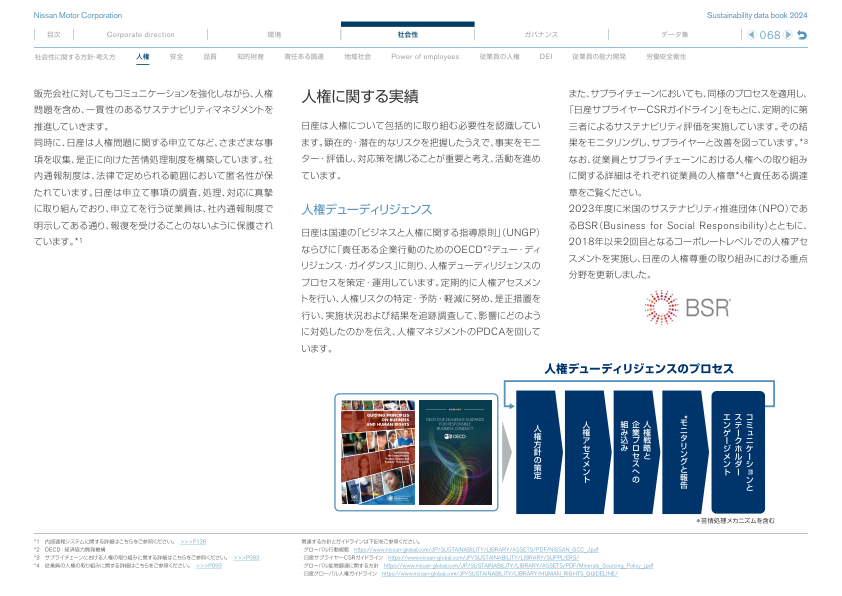 Nissan Motor Corporation
Sustainability data book 2024
目次
Corporate direction
環境
社会性
ガバナンス
データ集
068
社会性に関する方針・考え方
人権
安全
品質
知的財産
責任ある調達
地域社会
Power of employees
従業員の人権
DEI
従業員の能力開発
労働安全衛生
販売会社に対してもコミュニケーションを強化しながら、人権
問題を含め、一貫性のあるサステナビリティマネジメントを
推進していきます。
同時に、日産は人権問題に関する申立てなど、さまざまな事
項を収集、是正に向けた苦情処理制度を構築しています。社
内通報制度は、法律で定められる範囲において匿名性が保
たれています。日産は申立て事項の調査、処理、対応に真摯
に取り組んでおり、申立てを行う従業員は、社内通報制度で
明示してある通り、報復を受けることのないように保護され
ています。*1
人権に関する実績
日産は人権について包括的に取り組む必要性を認識してい
ます。顕在的・潜在的なリスクを把握したうえで、事実をモニ
ター・評価し、対応策を講じることが重要と考え、活動を進め
ています。
人権デューディリジェンス
日産は国連の「ビジネスと人権に関する指導原則」（UNGP）
ならびに「責任ある企業行動のためのOECD*2デュー・ディ
リジェンス・ガイダンス」に則り、人権デューディリジェンスの
プロセスを策定・運用しています。定期的に人権アセスメン
トを行い、人権リスクの特定・予防・軽減に努め、是正措置を
行い、実施状況および結果を追跡調査して、影響にどのよう
に対処したのかを伝え、人権マネジメントのPDCAを回して
います。
また、サプライチェーンにおいても、同様のプロセスを適用し、
「日産サプライヤーCSRガイドライン」をもとに、定期的に第
三者によるサステナビリティ評価を実施しています。その結
果をモニタリングし、サプライヤーと改善を図っています。*3
なお、従業員とサプライチェーンにおける人権への取り組み
に関する詳細はそれぞれ従業員の人権章*4と責任ある調達
章をご覧ください。
2023年度に米国のサステナビリティ推進団体（NPO）であ
るBSR（Business for Social Responsibility）とともに、
2018年以来2回目となるコーポレートレベルでの人権アセ
スメントを実施し、日産の人権尊重の取り組みにおける重点
分野を更新しました。
BSR
人権デューディリジェンスのプロセス
GUIDING PRINCIPLES
ON BUSINESS
AND HUMAN RIGHTS
OECD DUE DILIGENCE GUIDANCE
FOR RESPONSIBLE
BUSINESS CONDUCT
OECD
人権方針の策定
人権アセスメント
人権戦略と
企業プロセスへの
組み込み
*モニタリングと報告
コミュニケーションと
ステークホルダー
エンゲージメント
*苦情処理メカニズムを含む
*1 内部通報システムに関する詳細はこちらをご参照ください。 >>>P136
*2 OECD：経済協力開発機構
*3 サプライチェーンにおける人権の取り組みに関する詳細はこちらをご参照ください。 >>>P083
*4 従業員の人権の取り組みに関する詳細はこちらをご参照ください。 >>>P093
関連する方針とガイドラインは下記をご参照ください。
・グローバル行動規範 https://www.nissan-global.com/JP/SUSTAINABILITY/LIBRARY/ASSETS/PDF/NISSAN_GCC_J.pdf
・日産サプライヤーCSRガイドライン https://www.nissan-global.com/JP/SUSTAINABILITY/LIBRARY/SUPPLIERS/
・グローバル鉱物調達に関する方針 https://www.nissan-global.com/JP/SUSTAINABILITY/LIBRARY/ASSETS/PDF/Minerals_Sourcing_Policy_j.pdf
・日産グローバル人権ガイドライン https://www.nissan-global.com/JP/SUSTAINABILITY/LIBRARY/HUMAN_RIGHTS_GUIDELINE/